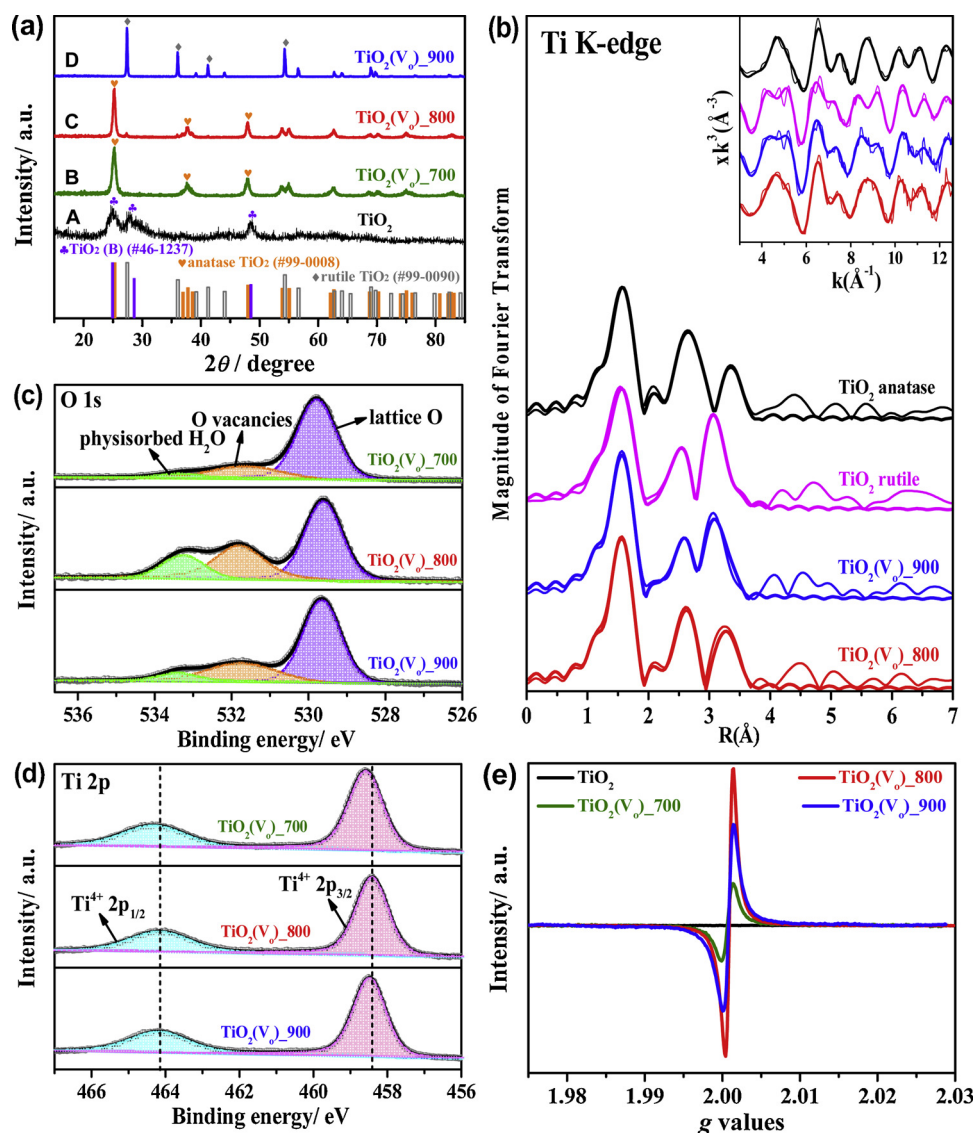 (a)
D
TiO2(Vo)_900
C
TiO2(Vo)_800
B
TiO2(Vo)_700
A
TiO2
♣TiO2 (B) (#46-1237)
♥anatase TiO2 (#99-0008)
♦rutile TiO2 (#99-0090)
Intensity/ a.u.
20 30 40 50 60 70 80
2θ / degree
(b)
Ti K-edge
xk³ (Å⁻³)
4 6 8 10 12
k(Å⁻¹)
TiO2 anatase
TiO2 rutile
TiO2(Vo)_900
TiO2(Vo)_800
Magnitude of Fourier Transform
0 1 2 3 4 5 6 7
R(Å)
(c)
O 1s
O vacancies
lattice O
physisorbed H2O
TiO2(Vo)_700
TiO2(Vo)_800
TiO2(Vo)_900
Intensity/ a.u.
536 534 532 530 528 526
Binding energy/ eV
(d)
Ti 2p
TiO2(Vo)_700
Ti4+ 2p3/2
Ti4+ 2p1/2
TiO2(Vo)_800
TiO2(Vo)_900
Intensity/ a.u.
466 464 462 460 458 456
Binding energy/ eV
(e)
TiO2
TiO2(Vo)_800
TiO2(Vo)_700
TiO2(Vo)_900
Intensity/ a.u.
1.98 1.99 2.00 2.01 2.02 2.03
g values